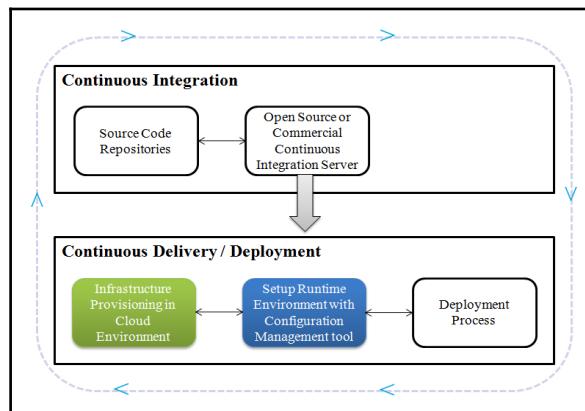 Continuous Integration
Source Code
Repositories
Open Source or
Commercial
Continuous
Integration Server
Continuous Delivery / Deployment
Infrastructure
Provisioning in
Cloud
Environment
Setup Runtime
Environment with
Configuration
Management tool
Deployment
Process